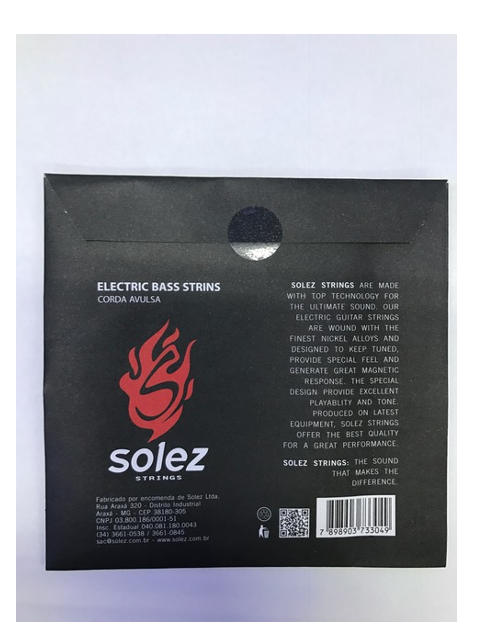 ELECTRIC BASS STRINS
CORDA AVULSA
solez
STRINGS
Fabricado por encomenda de Solez Ltda.
Rua Araxá 320 - Distrito Industrial
Araxá - MG - CEP 38180-305
CNPJ 03.800.186/0001-51
Insc. Estadual 040.081.180.0043
(34) 3661-0538 / 3661-0845
sac@solez.com.br - www.solez.com.br
SOLEZ STRINGS ARE MADE
WITH TOP TECHNOLOGY FOR
THE ULTIMATE SOUND. OUR
ELECTRIC GUITAR STRINGS
ARE WOUND WITH THE
FINEST NICKEL ALLOYS AND
DESIGNED TO KEEP TUNED,
PROVIDE SPECIAL FEEL AND
GENERATE GREAT MAGNETIC
RESPONSE. THE SPECIAL
DESIGN PROVIDE EXCELLENT
PLAYABILITY AND TONE.
PRODUCED ON LATEST
EQUIPMENT, SOLEZ STRINGS
OFFER THE BEST QUALITY
FOR A GREAT PERFORMANCE.
SOLEZ STRINGS: THE SOUND
THAT MAKES THE
DIFFERENCE.
7 898903 733049